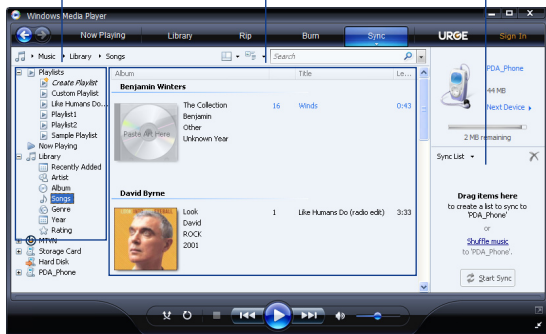 Windows Media Player
Now Playing Library Rip Burn Sync URGE Sign In
Music Library Songs Search
Playlists
Create Playlist
Custom Playlist
Like Humans Do...
Playlist1
Playlist2
Sample Playlist
Now Playing
Library
Recently Added
Artist
Album
Songs
Genre
Year
Rating
MTVN
Storage Card
Hard Disk
PDA_Phone
Album Title Le...
Benjamin Winters
Paste Art Here
The Collection 16 Winds 0:43
Benjamin
Other
Unknown Year
David Byrne
Look 1 Like Humans Do (radio edit) 3:33
David
ROCK
2001
PDA_Phone
44 MB
Next Device
2 MB remaining
Sync List
Drag items here
to create a list to sync to
'PDA_Phone'
or
Shuffle music
to 'PDA_Phone'.
Start Sync